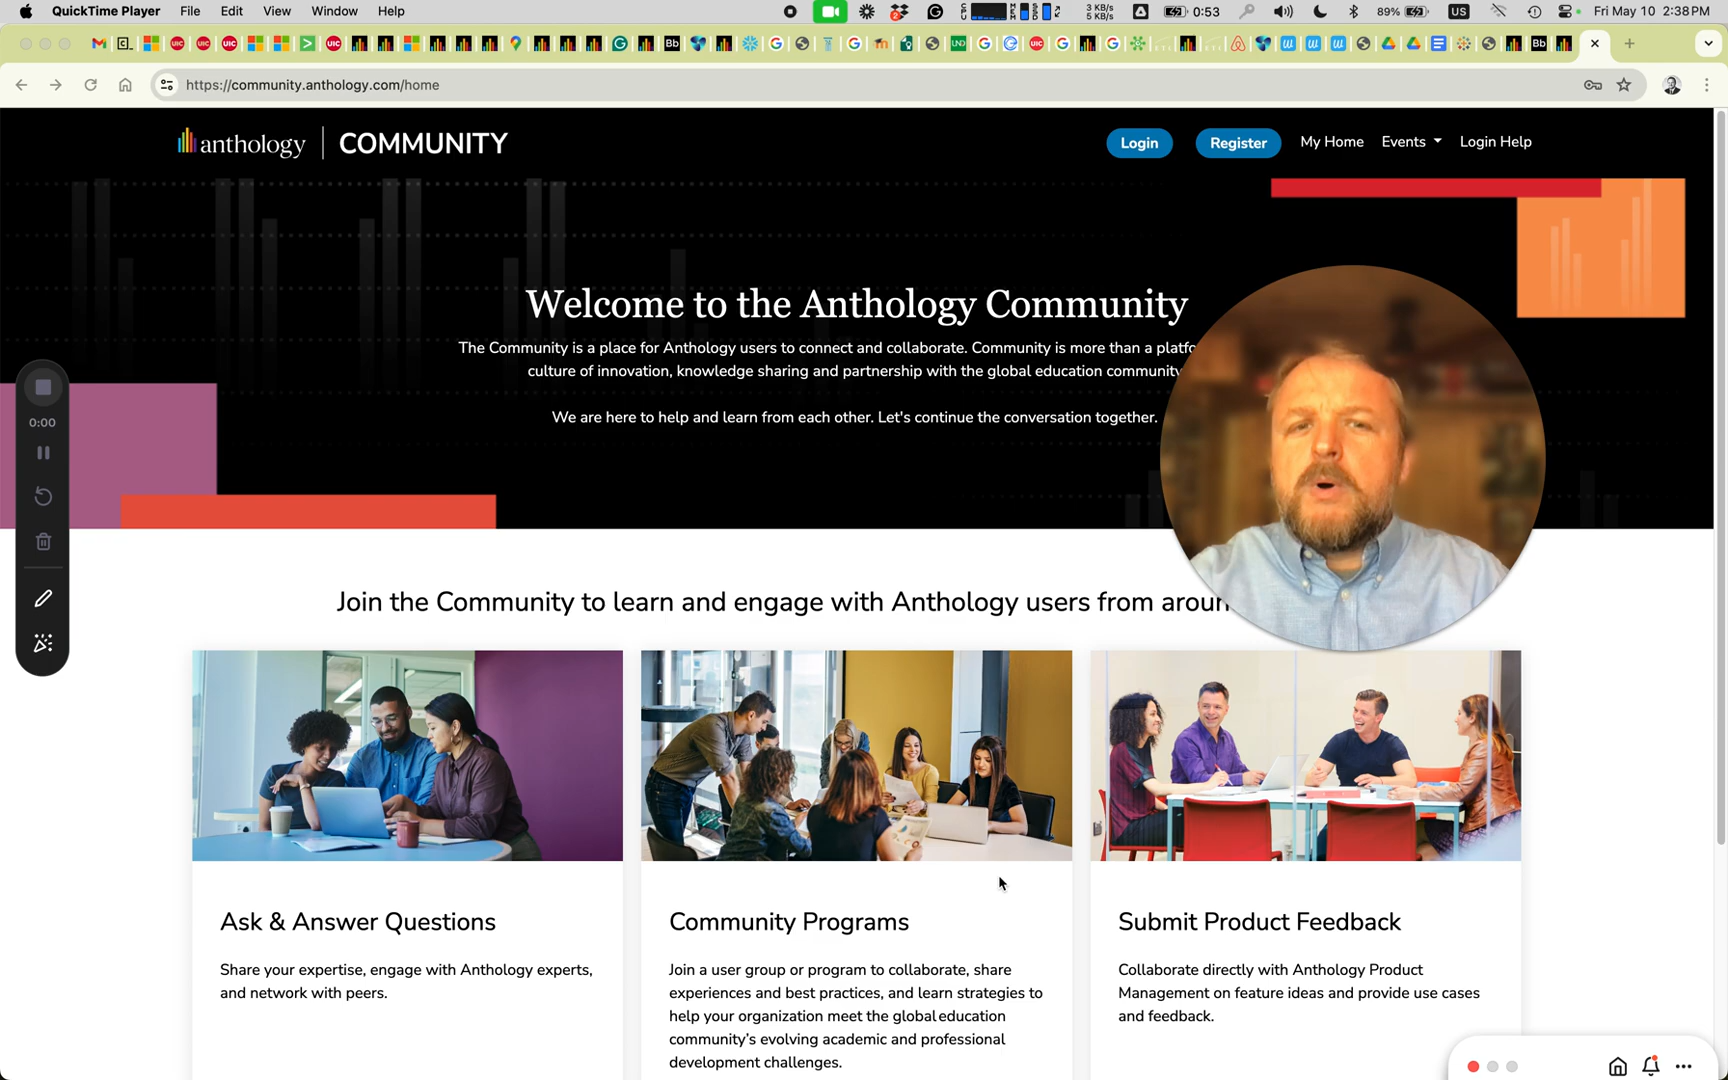 QuickTime Player File Edit View Window Help
3 KB/s
5 KB/s
0:53
89%
US
Fri May 10 2:38 PM
https://community.anthology.com/home
anthology | COMMUNITY
Login
Register
My Home
Events
Login Help
Welcome to the Anthology Community
The Community is a place for Anthology users to connect and collaborate. Community is more than a
culture of innovation, knowledge sharing and partnership with the global education community
We are here to help and learn from each other. Let's continue the conversation together.
0:00
Join the Community to learn and engage with Anthology users from
Ask & Answer Questions
Share your expertise, engage with Anthology experts,
and network with peers.
Community Programs
Join a user group or program to collaborate, share
experiences and best practices, and learn strategies to
help your organization meet the global education
community's evolving academic and professional
development challenges.
Submit Product Feedback
Collaborate directly with Anthology Product
Management on feature ideas and provide use cases
and feedback.